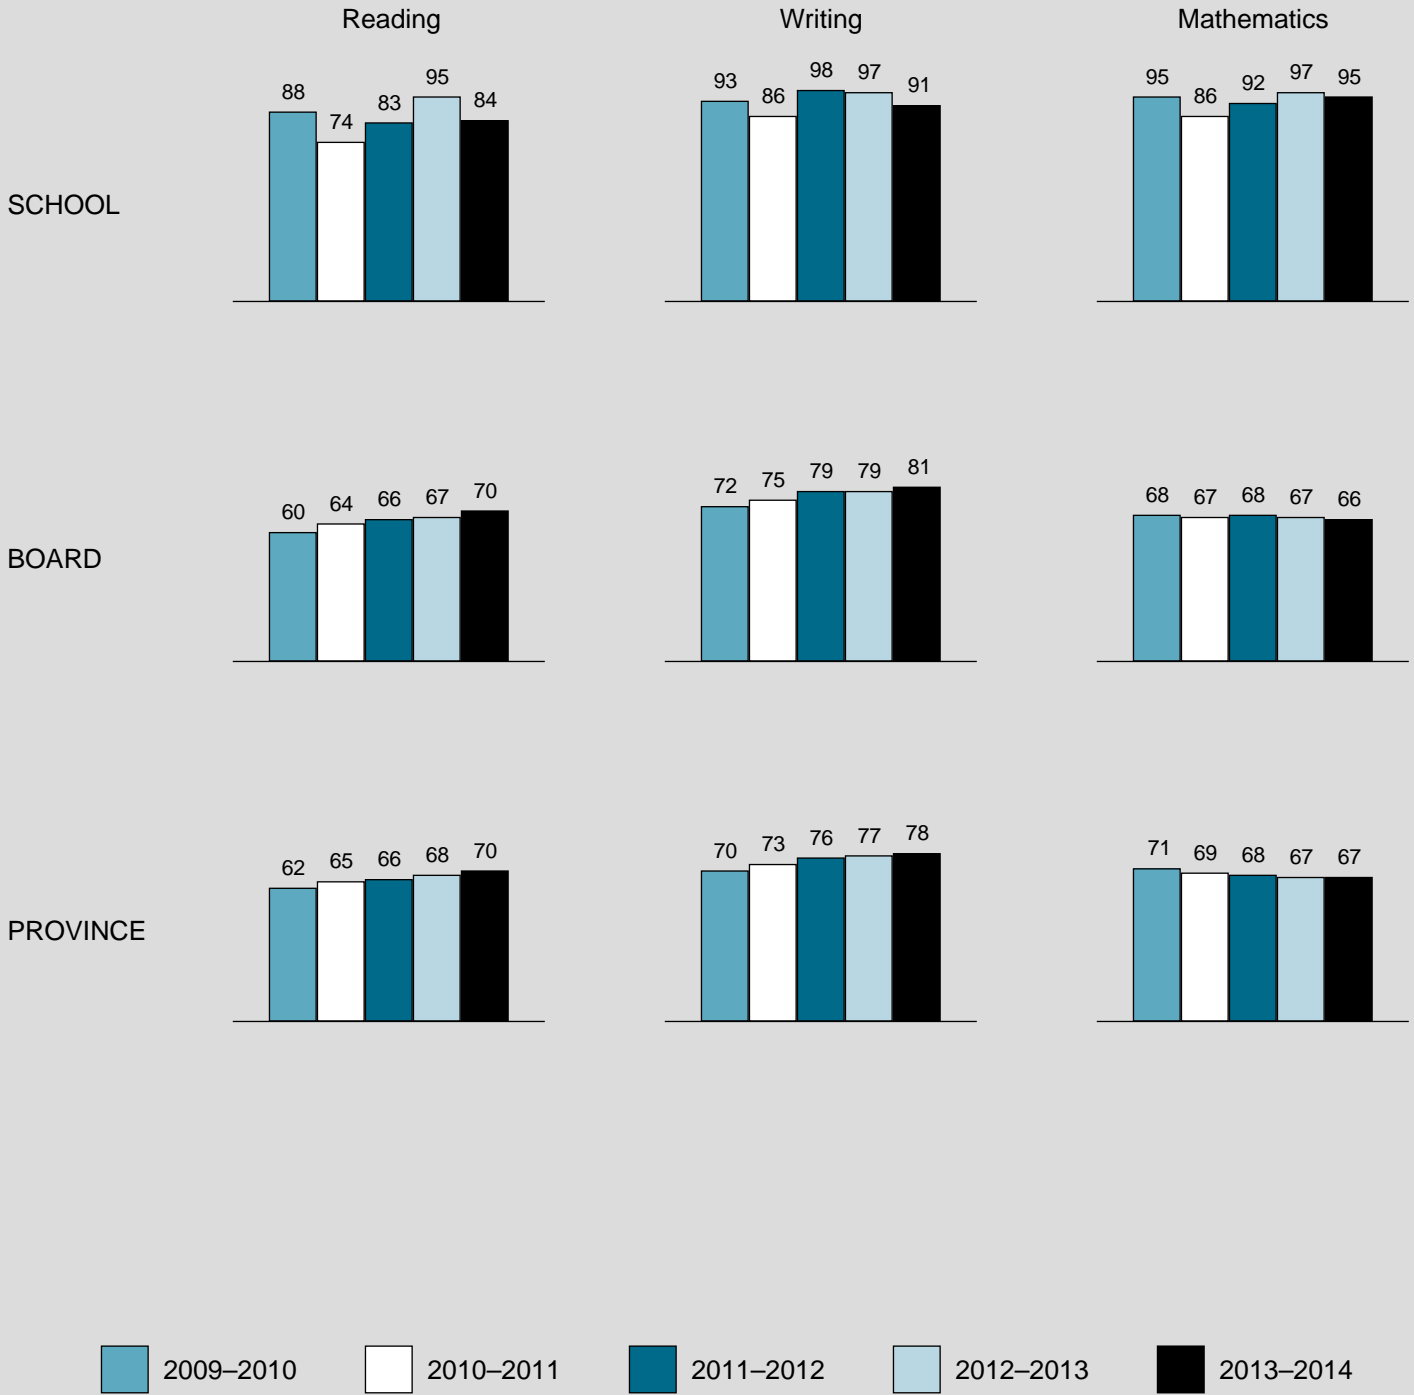 Reading Writing Mathematics
88 74 83 95 84 93 86 98 97 91 95 86 92 97 95
SCHOOL
60 64 66 67 70 72 75 79 79 81 68 67 68 67 66
BOARD
62 65 66 68 70 70 73 76 77 78 71 69 68 67 67
PROVINCE
2009–2010 2010–2011 2011–2012 2012–2013 2013–2014